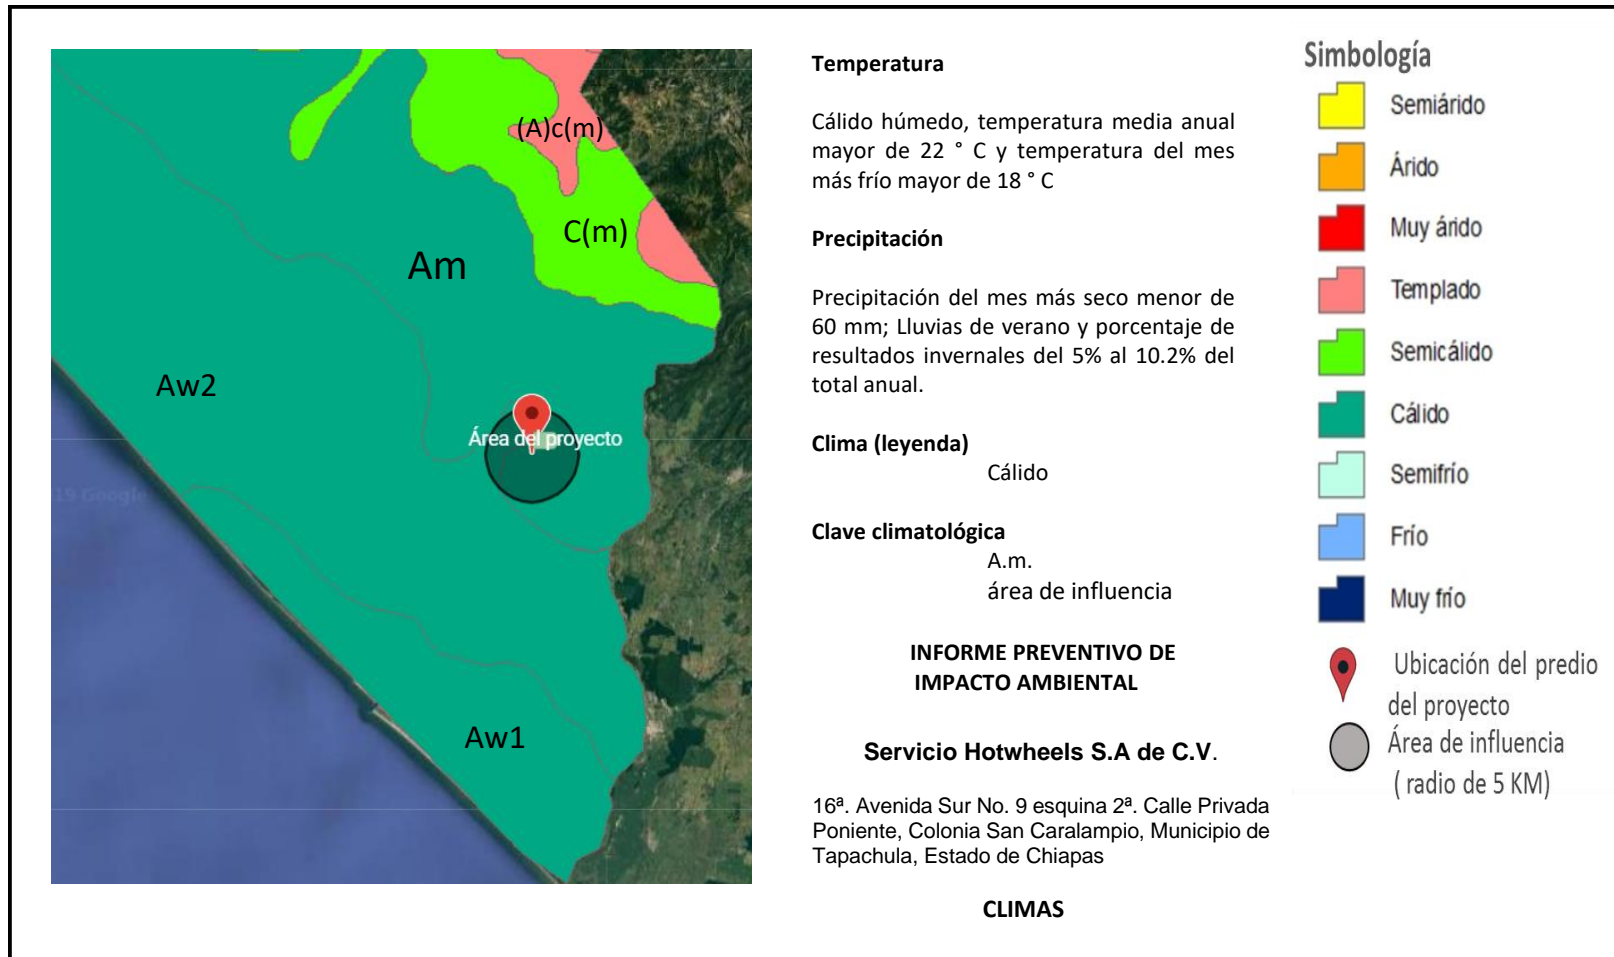 (A)c(m)
C(m)
Am
Aw2
Área del proyecto
19 Google
Aw1
Temperatura
Cálido húmedo, temperatura media anual
mayor de 22 ° C y temperatura del mes
más frío mayor de 18 ° C
Precipitación
Precipitación del mes más seco menor de
60 mm; Lluvias de verano y porcentaje de
resultados invernales del 5% al 10.2% del
total anual.
Clima (leyenda)
Cálido
Clave climatológica
A.m.
área de influencia
INFORME PREVENTIVO DE
IMPACTO AMBIENTAL
Servicio Hotwheels S.A de C.V.
16ª. Avenida Sur No. 9 esquina 2ª. Calle Privada
Poniente, Colonia San Caralampio, Municipio de
Tapachula, Estado de Chiapas
CLIMAS
Simbología
Semiárido
Árido
Muy árido
Templado
Semicálido
Cálido
Semifrío
Frío
Muy frío
Ubicación del predio
del proyecto
Área de influencia
( radio de 5 KM)